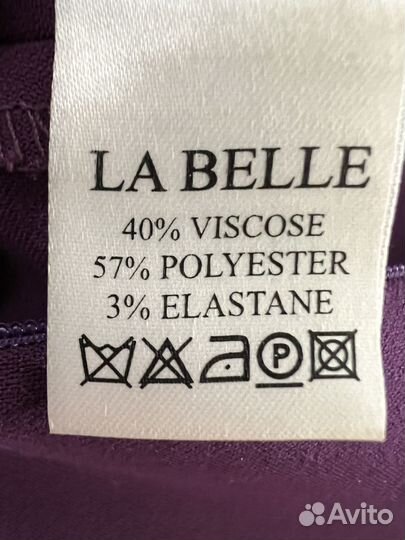 LA BELLE
40% VISCOSE
57% POLYESTER
3% ELASTANE
P
Avito